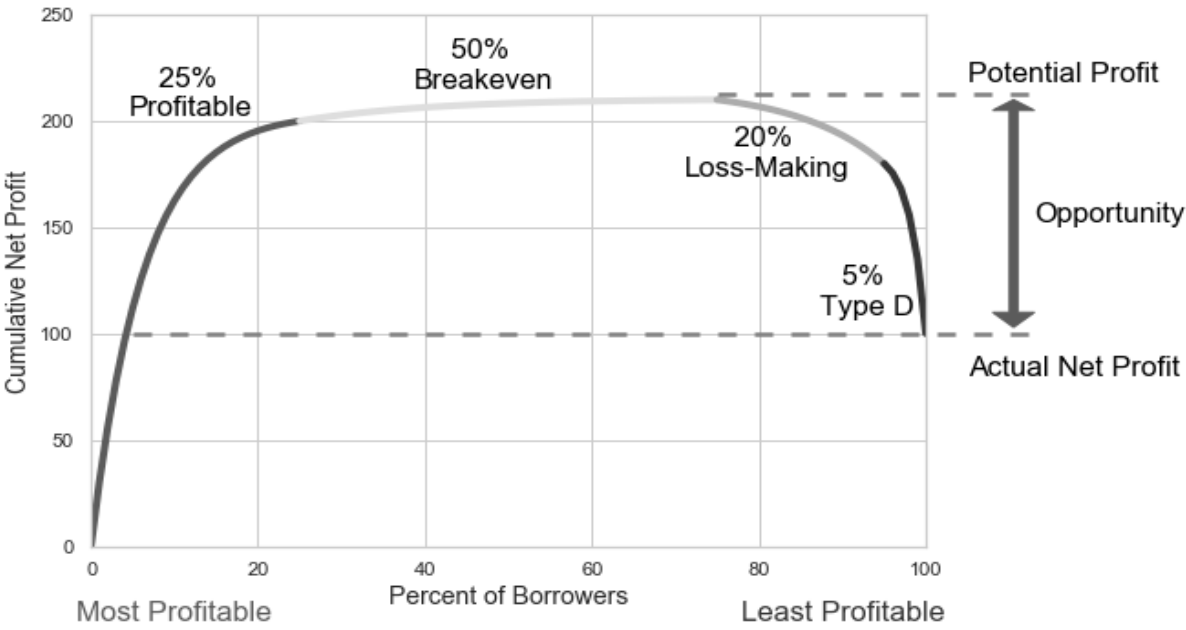 250
200
150
100
50
0
Cumulative Net Profit
25%
Profitable
50%
Breakeven
20%
Loss-Making
5%
Type D
Potential Profit
Opportunity
Actual Net Profit
0 20 40 60 80 100
Percent of Borrowers
Most Profitable
Least Profitable